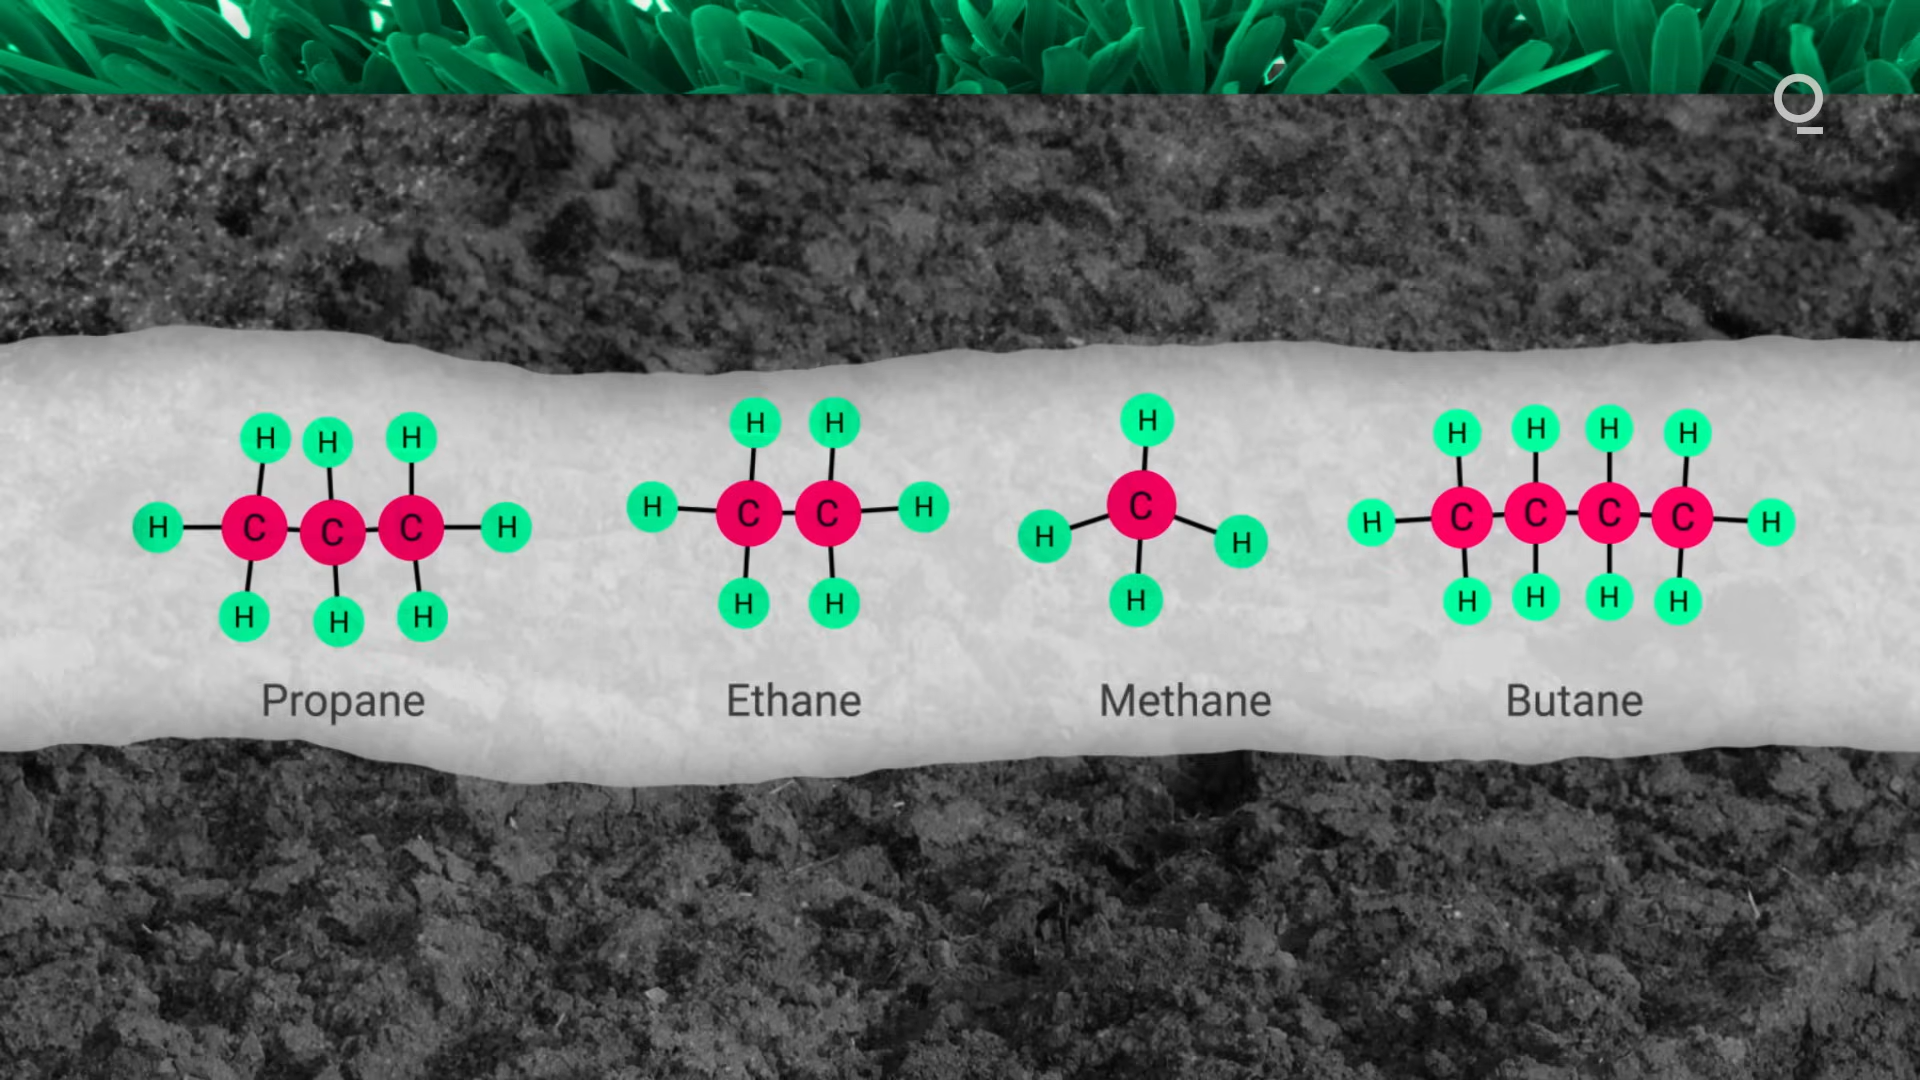 H H H
H C C C H
H H H
Propane
H H
H C C H
H H
Ethane
H
C
H H
H
Methane
H H H H
H C C C C H
H H H H
Butane